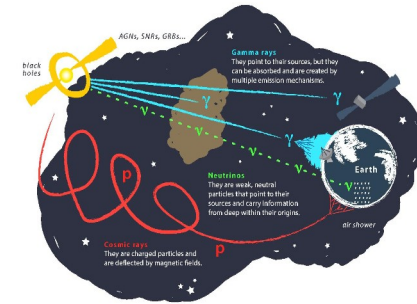 AGNs, SNRs, GRBs...
black
holes
Gamma rays
They point to their sources, but they
can be absorbed and are created by
multiple emission mechanisms.
γ
γ
γ
ν
ν
ν
ν
ν
Earth
Neutrinos
They are weak, neutral
particles that point to their
sources and carry information
from deep within their origins.
air shower
p
p
Cosmic rays
They are charged particles and
are deflected by magnetic fields.